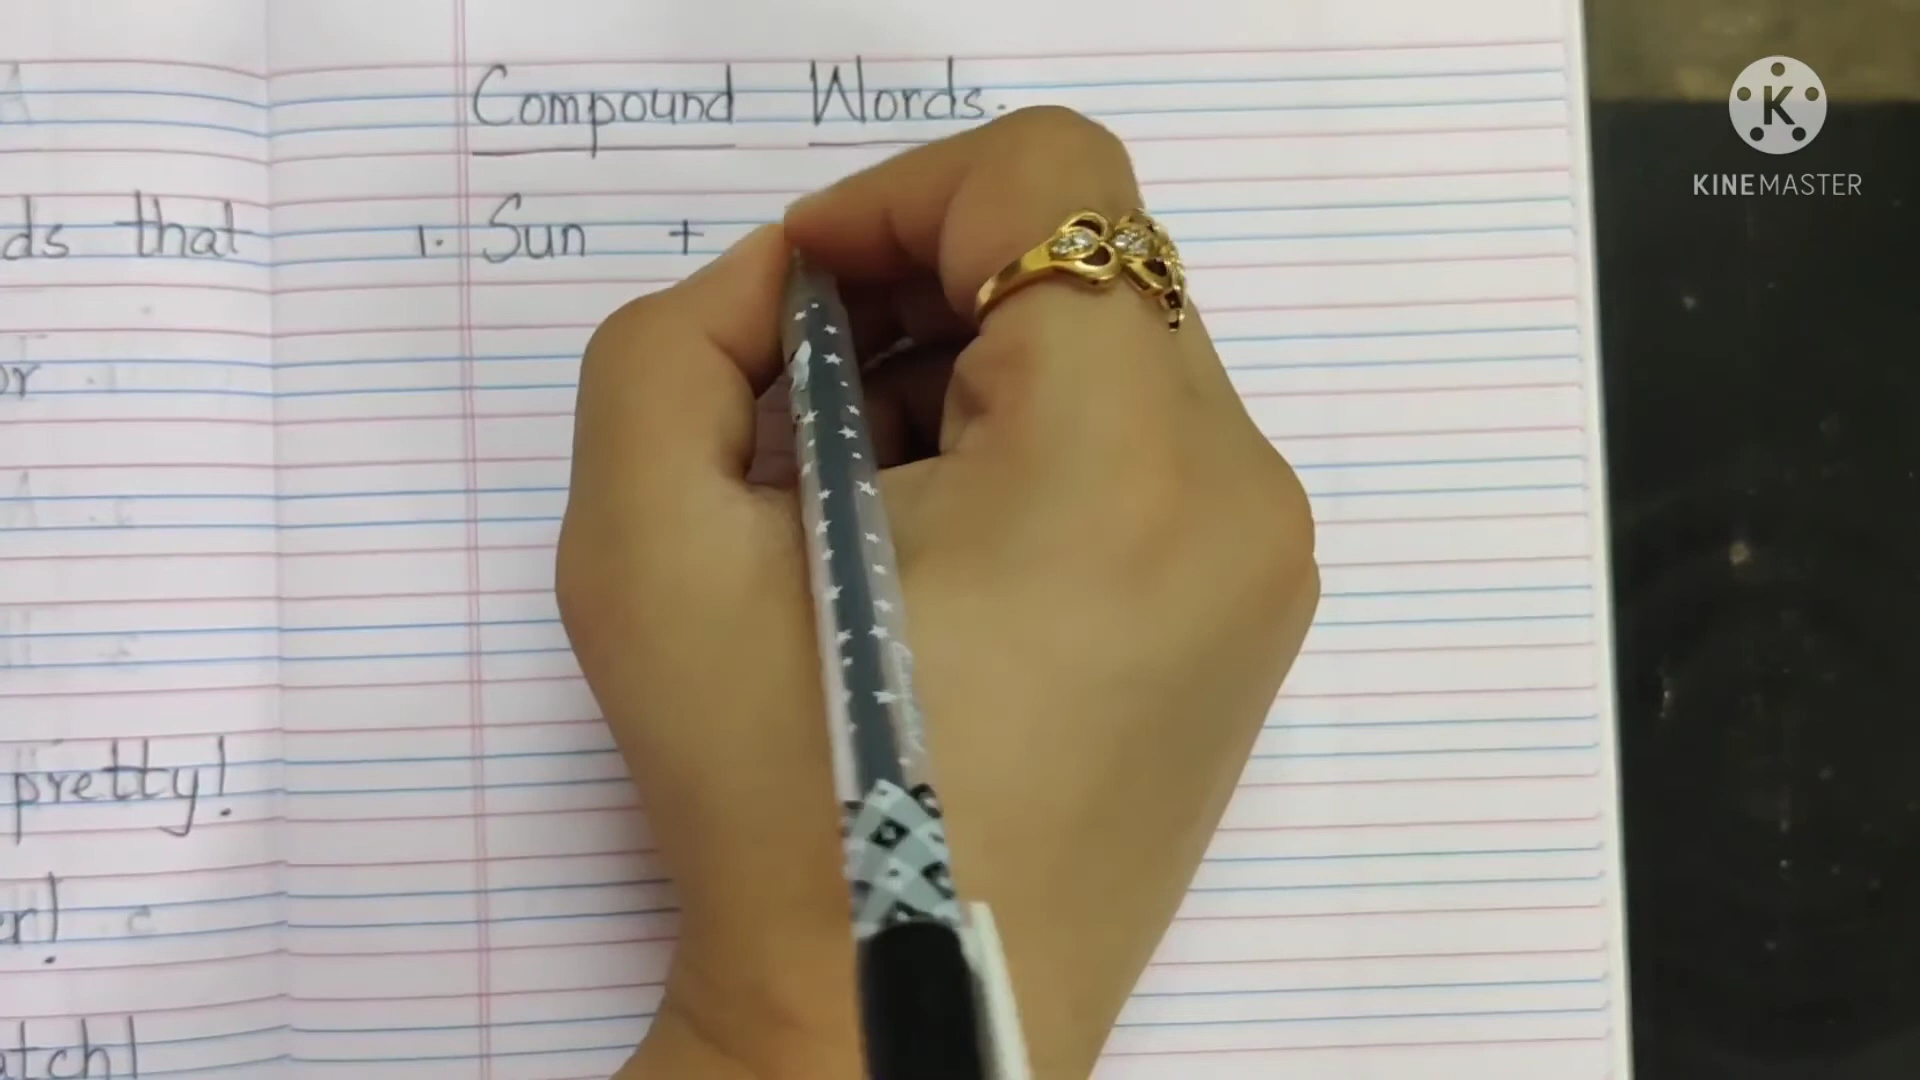 Compound Words.
ds that
1. Sun +
or
pretty!
er!
atch!
K
KINEMASTER